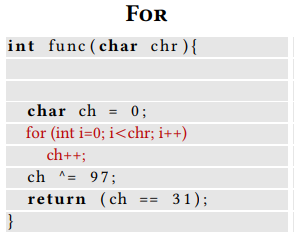 FOR
int func(char chr){
char ch = 0;
for (int i=0; i<chr; i++)
ch++;
ch ^= 97;
return (ch == 31);
}